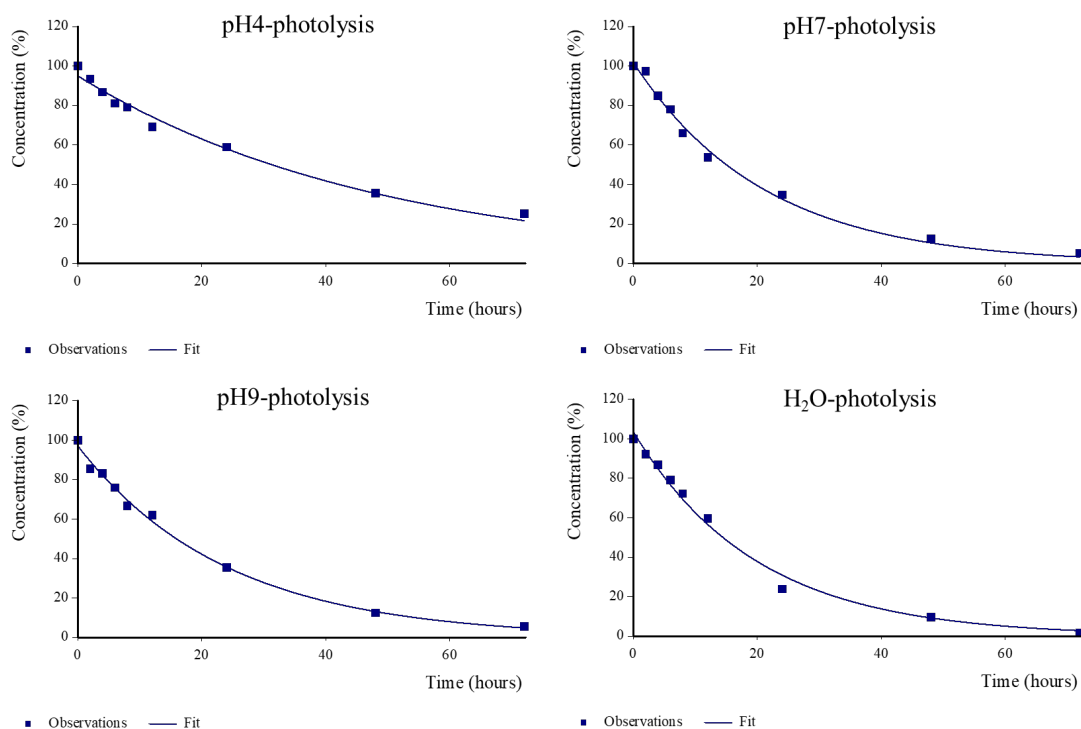 pH4-photolysis
Concentration (%)
120
100
80
60
40
20
0
0 20 40 60
Time (hours)
Observations Fit
pH7-photolysis
Concentration (%)
120
100
80
60
40
20
0
0 20 40 60
Time (hours)
Observations Fit
pH9-photolysis
Concentration (%)
120
100
80
60
40
20
0
0 20 40 60
Time (hours)
Observations Fit
H₂O-photolysis
Concentration (%)
120
100
80
60
40
20
0
0 20 40 60
Time (hours)
Observations Fit